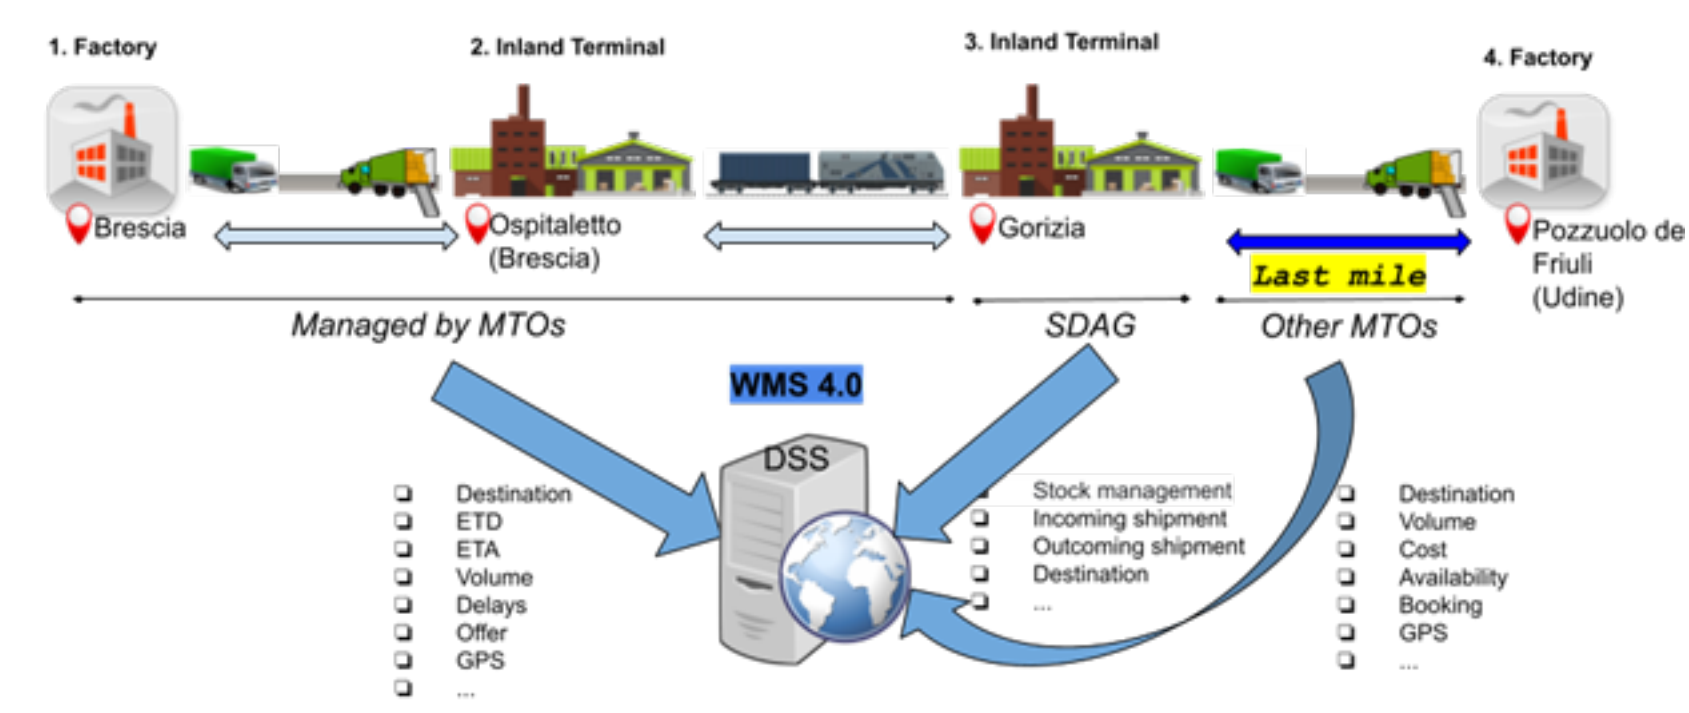 1. Factory
2. Inland Terminal
3. Inland Terminal
4. Factory
Brescia
Ospitaletto
(Brescia)
Gorizia
Pozzuolo de
Friuli
(Udine)
Last mile
Managed by MTOs
SDAG
Other MTOs
WMS 4.0
DSS
Destination
ETD
ETA
Volume
Delays
Offer
GPS
...
Stock management
Incoming shipment
Outcoming shipment
Destination
...
Destination
Volume
Cost
Availability
Booking
GPS
...